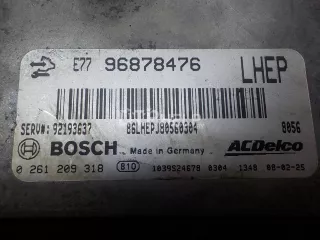 E77 96878476 LHEP
SERV#: 92193637 86LHEPJ80560304 8056
BOSCH Made in Germany ACDelco
0 261 209 318 B10 1039S24678 0304 1348 08-02-25